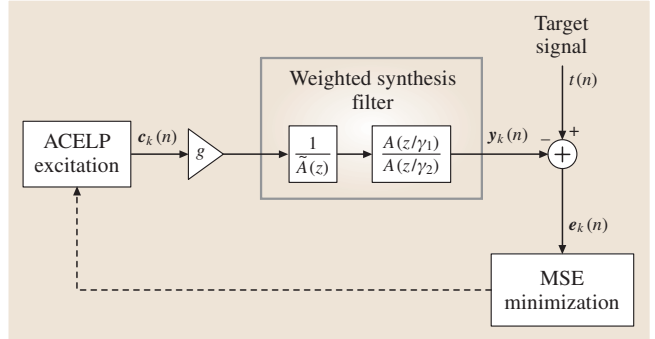 Target
signal
t(n)
Weighted synthesis
filter
ACELP
excitation
c_k(n)
g
1
Ã(z)
A(z/γ₁)
A(z/γ₂)
y_k(n)
−
+
+
e_k(n)
MSE
minimization